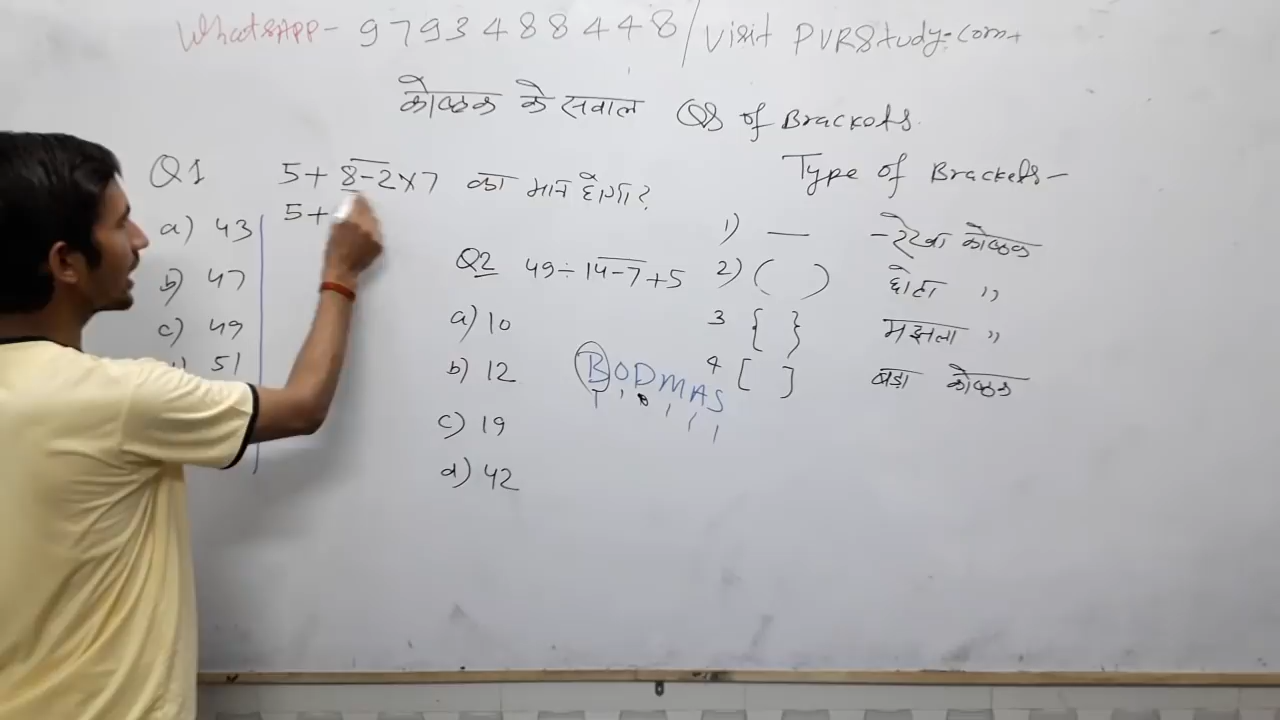 WhatsAPP- 9793488448/Visit PVRStudy.com
कोष्ठक के सवाल QS of Brackets.
Q1 5+ 8-2×7 का मान होगा?
5+
a) 43
b) 47
c) 49
51
Q2 49÷ 14-7+5
a) 10
b) 12
c) 19
d) 42
BODMAS
Type of Brackets-
1) — - रेखा कोष्ठक
2) ( ) छोटा ,,
3 { } मझला ,,
4 [ ] बड़ा कोष्ठक